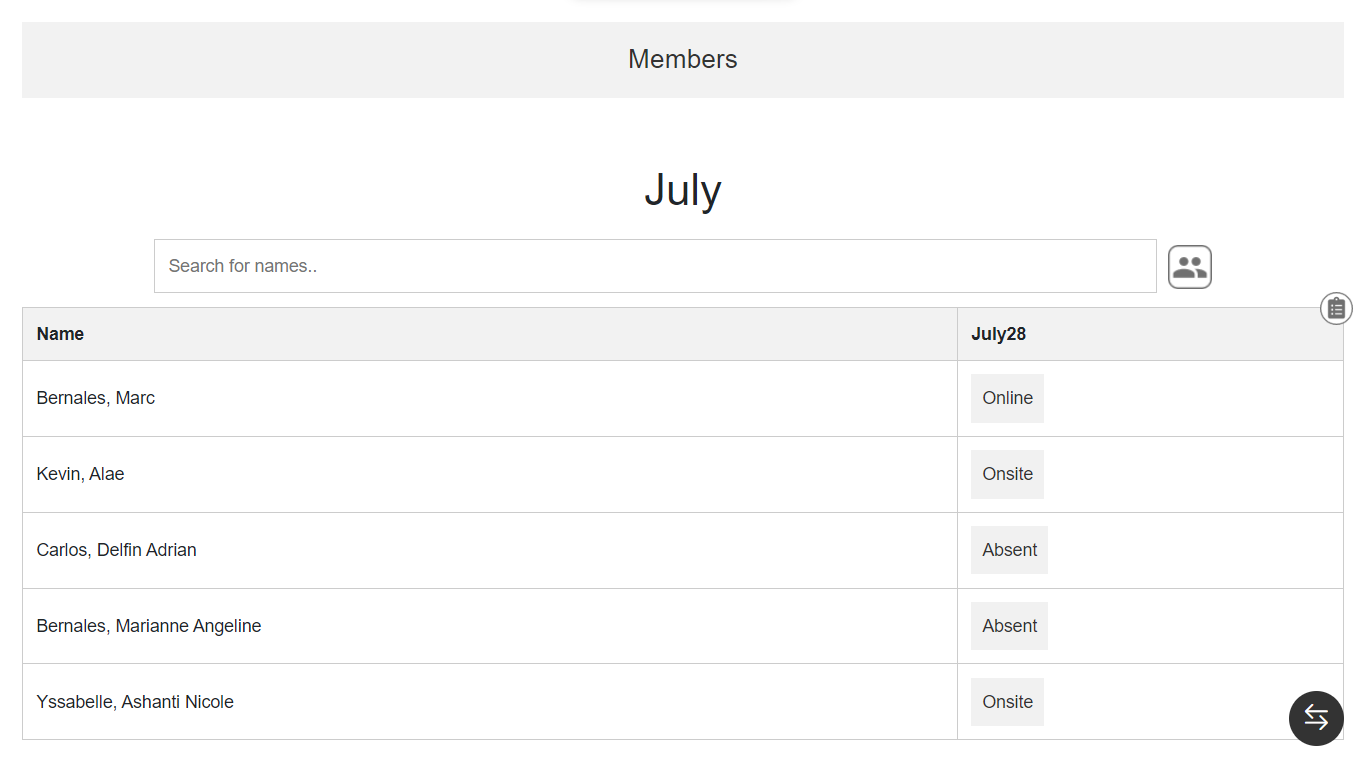 Members
July
Search for names..
Name July28
Bernales, Marc Online
Kevin, Alae Onsite
Carlos, Delfin Adrian Absent
Bernales, Marianne Angeline Absent
Yssabelle, Ashanti Nicole Onsite